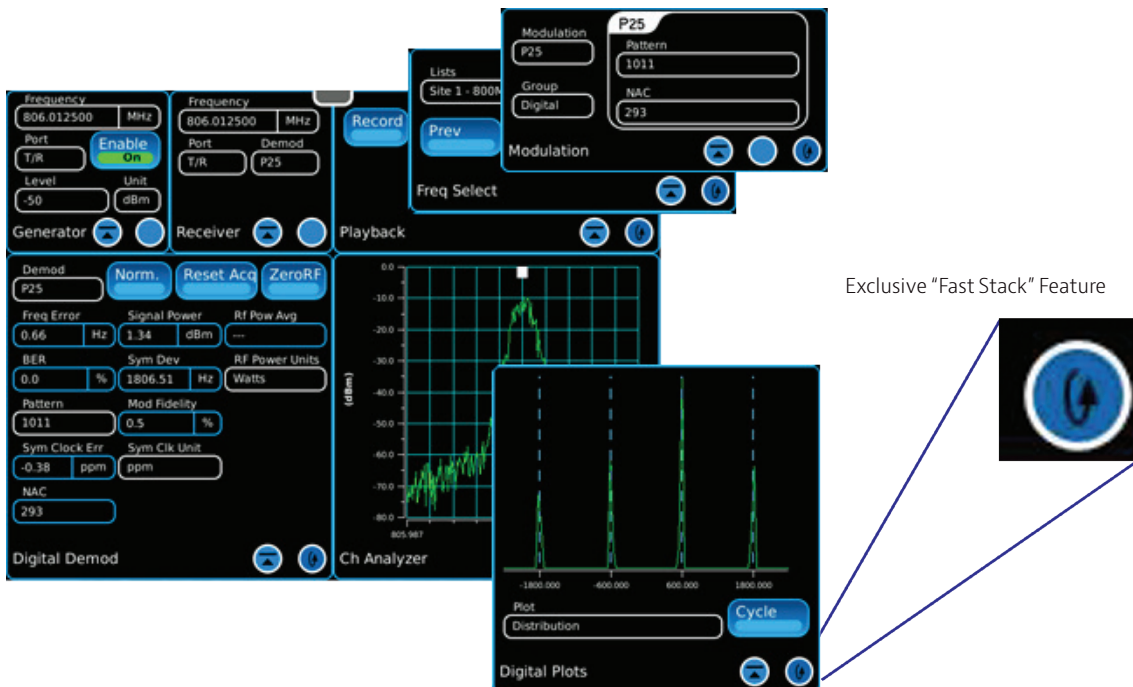 Modulation
P25
Group
Digital
Modulation
P25
Pattern
1011
NAC
293
Lists
Site 1 - 800M
Prev
Freq Select
Frequency
806.012500 MHz
Port
T/R
Enable
On
Level
-50
Unit
dBm
Generator
Frequency
806.012500 MHz
Port
T/R
Demod
P25
Receiver
Record
Playback
Demod
P25
Norm.
Reset Acq
ZeroRF
Freq Error
0.66 Hz
Signal Power
1.34 dBm
Rf Pow Avg
---
BER
0.0 %
Sym Dev
1806.51 Hz
RF Power Units
Watts
Pattern
1011
Mod Fidelity
0.5 %
Sym Clock Err
-0.38 ppm
Sym Clk Unit
ppm
NAC
293
Digital Demod
0.0
-10.0
-20.0
-30.0
-40.0
-50.0
-60.0
-70.0
-80.0
(dBm)
805.987
Ch Analyzer
-1800.000 -600.000 600.000 1800.000
Plot
Distribution
Cycle
Digital Plots
Exclusive “Fast Stack” Feature